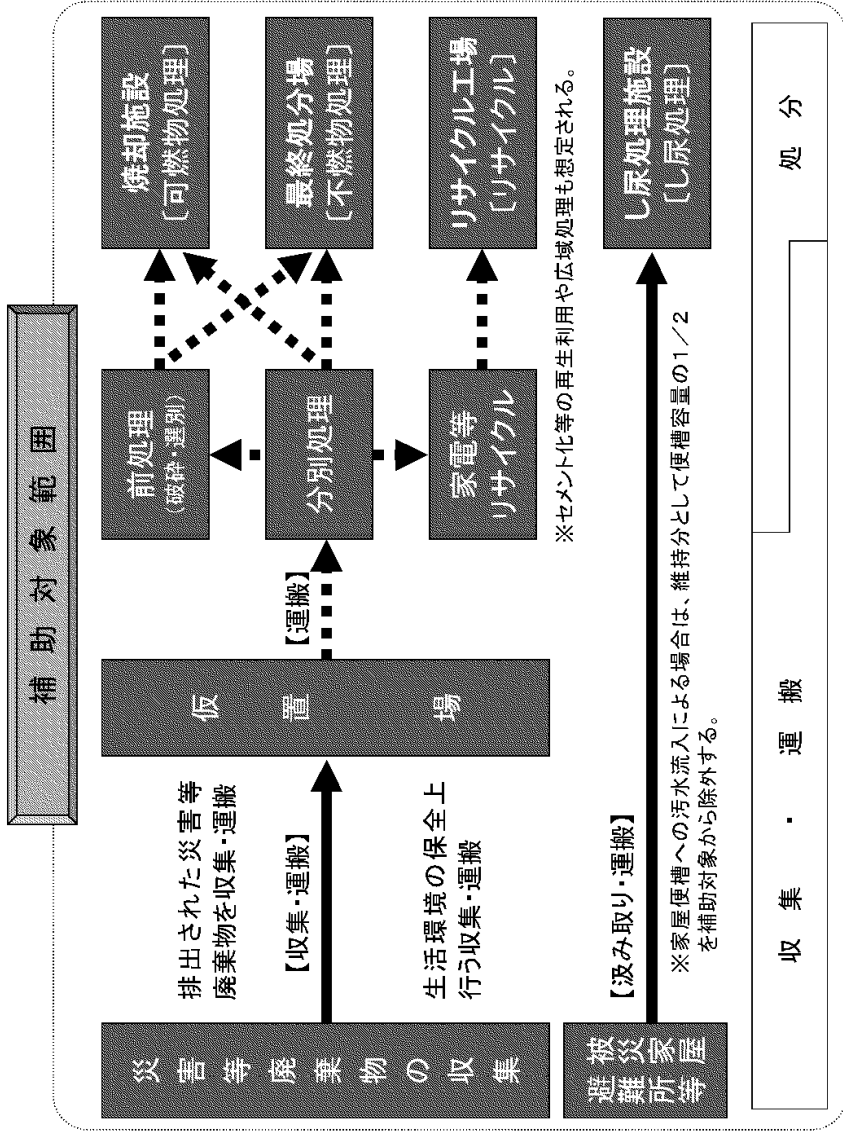 補助対象範囲
災害等廃棄物の収集
排出された災害等
廃棄物を収集・運搬
【収集・運搬】
生活環境の保全上
行う収集・運搬
仮置場
【運搬】
前処理
(破砕・選別)
分別処理
家電等
リサイクル
焼却施設
[可燃物処理]
最終処分場
[不燃物処理]
リサイクル工場
[リサイクル]
※セメント化等の再生利用や広域処理も想定される。
被災家屋
避難所等
【汲み取り・運搬】
し尿処理施設
[し尿処理]
※家屋便槽への汚水流入による場合は、維持分として便槽容量の1/2
を補助対象から除外する。
収集・運搬
処分